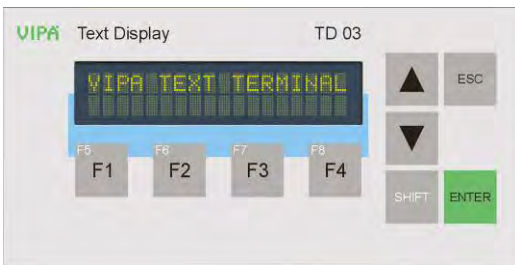 VIPA Text Display TD 03
VIPA TEXT TERMINAL
ESC
F5 F6 F7 F8
F1 F2 F3 F4
SHIFT ENTER